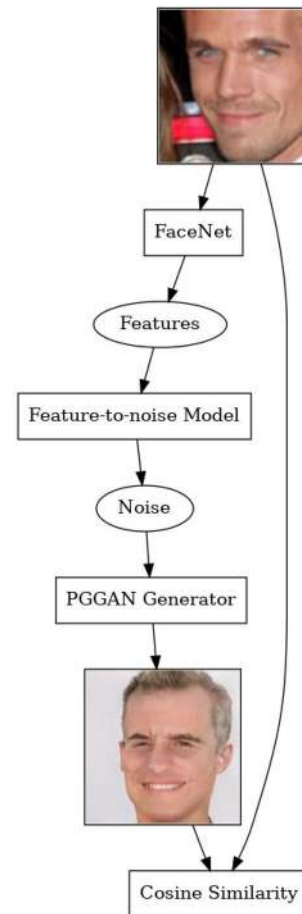 FaceNet
Features
Feature-to-noise Model
Noise
PGGAN Generator
Cosine Similarity